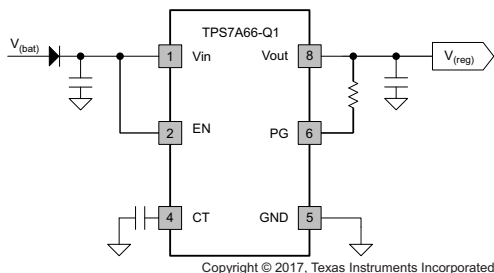 TPS7A66-Q1
V(bat)
1 Vin Vout 8
V(reg)
2 EN PG 6
4 CT GND 5
Copyright © 2017, Texas Instruments Incorporated